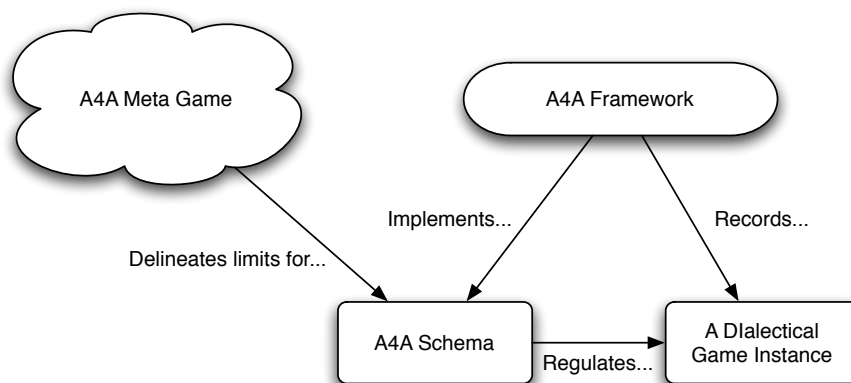 A4A Meta Game
A4A Framework
Implements...
Records...
Delineates limits for...
A4A Schema
Regulates...
A DIalectical
Game Instance